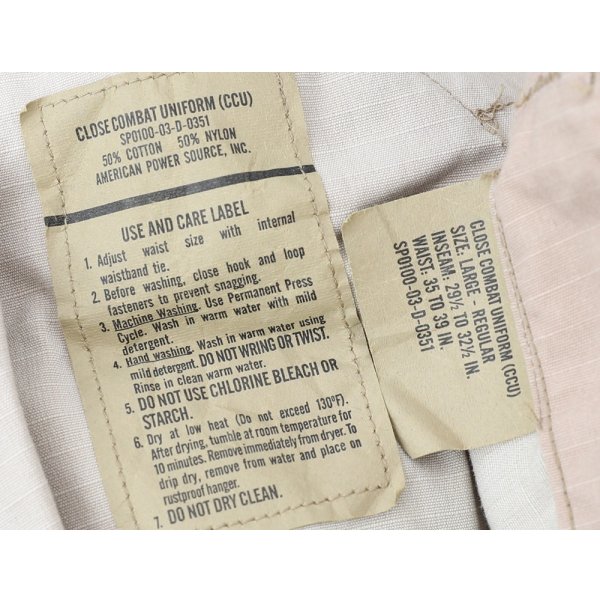 CLOSE COMBAT UNIFORM (CCU)
SPO100-03-D-0351
50% COTTON 50% NYLON
AMERICAN POWER SOURCE, INC.
USE AND CARE LABEL
1. Adjust waist size with internal
waistband tie.
2. Before washing, close hook and loop
fasteners to prevent snagging.
3. Machine Washing. Use Permanent Press
Cycle. Wash in warm water with mild
detergent.
4. Hand washing. Wash in warm water using
mild detergent. DO NOT WRING OR TWIST.
Rinse in clean warm water.
5. DO NOT USE CHLORINE BLEACH OR
STARCH.
6. Dry at low heat (Do not exceed 130°F).
After drying, tumble at room temperature for
10 minutes. Remove immediately from dryer. To
drip dry, remove from water and place on
rustproof hanger.
7. DO NOT DRY CLEAN.
CLOSE COMBAT UNIFORM (CCU)
SIZE: LARGE - REGULAR
INSEAM: 29½ TO 32½ IN.
WAST: 35 TO 39 IN.
SPO100-03-D-0351